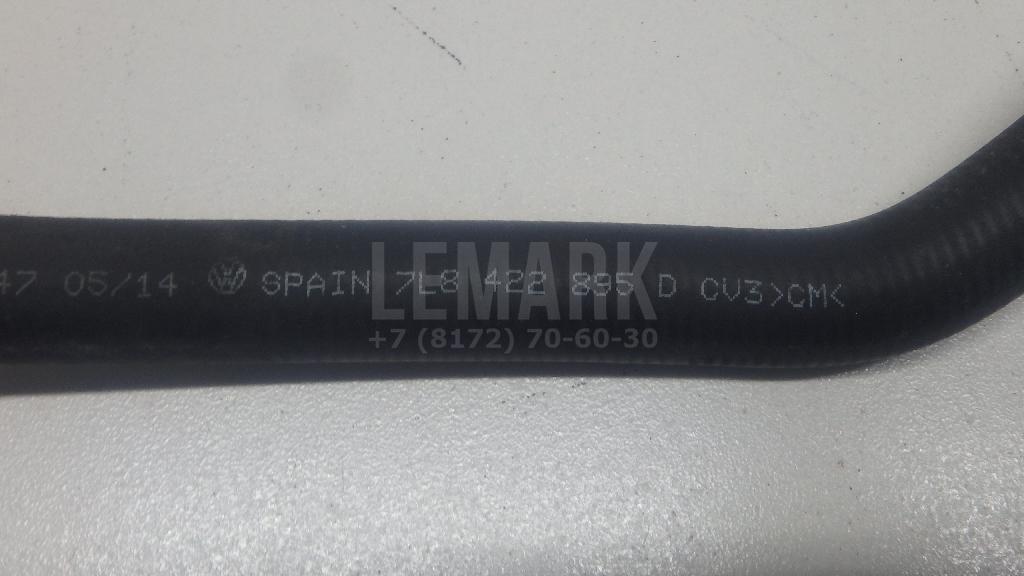 LEMARK
47 05/14 SPAIN 7L8 422 895 D CV3>CM<
+7 (8172) 70-60-30